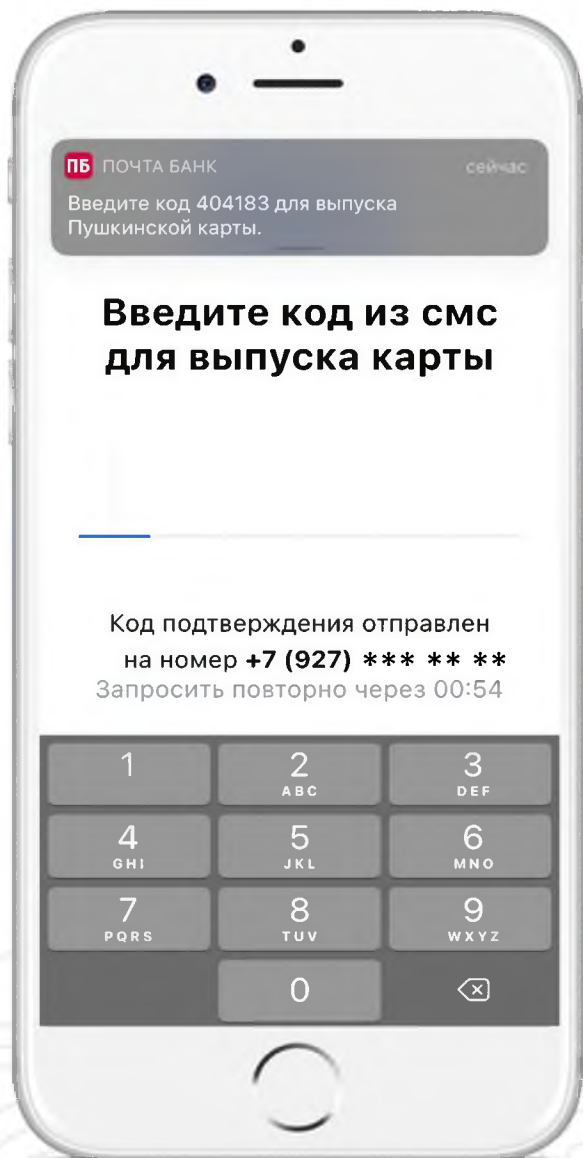 ПБ ПОЧТА БАНК сейчас
Введите код 404183 для выпуска
Пушкинской карты.
Введите код из смс
для выпуска карты
Код подтверждения отправлен
на номер +7 (927) *** ** **
Запросить повторно через 00:54
1 2 3
ABC DEF
4 5 6
GHI JKL MNO
7 8 9
PQRS TUV WXYZ
0